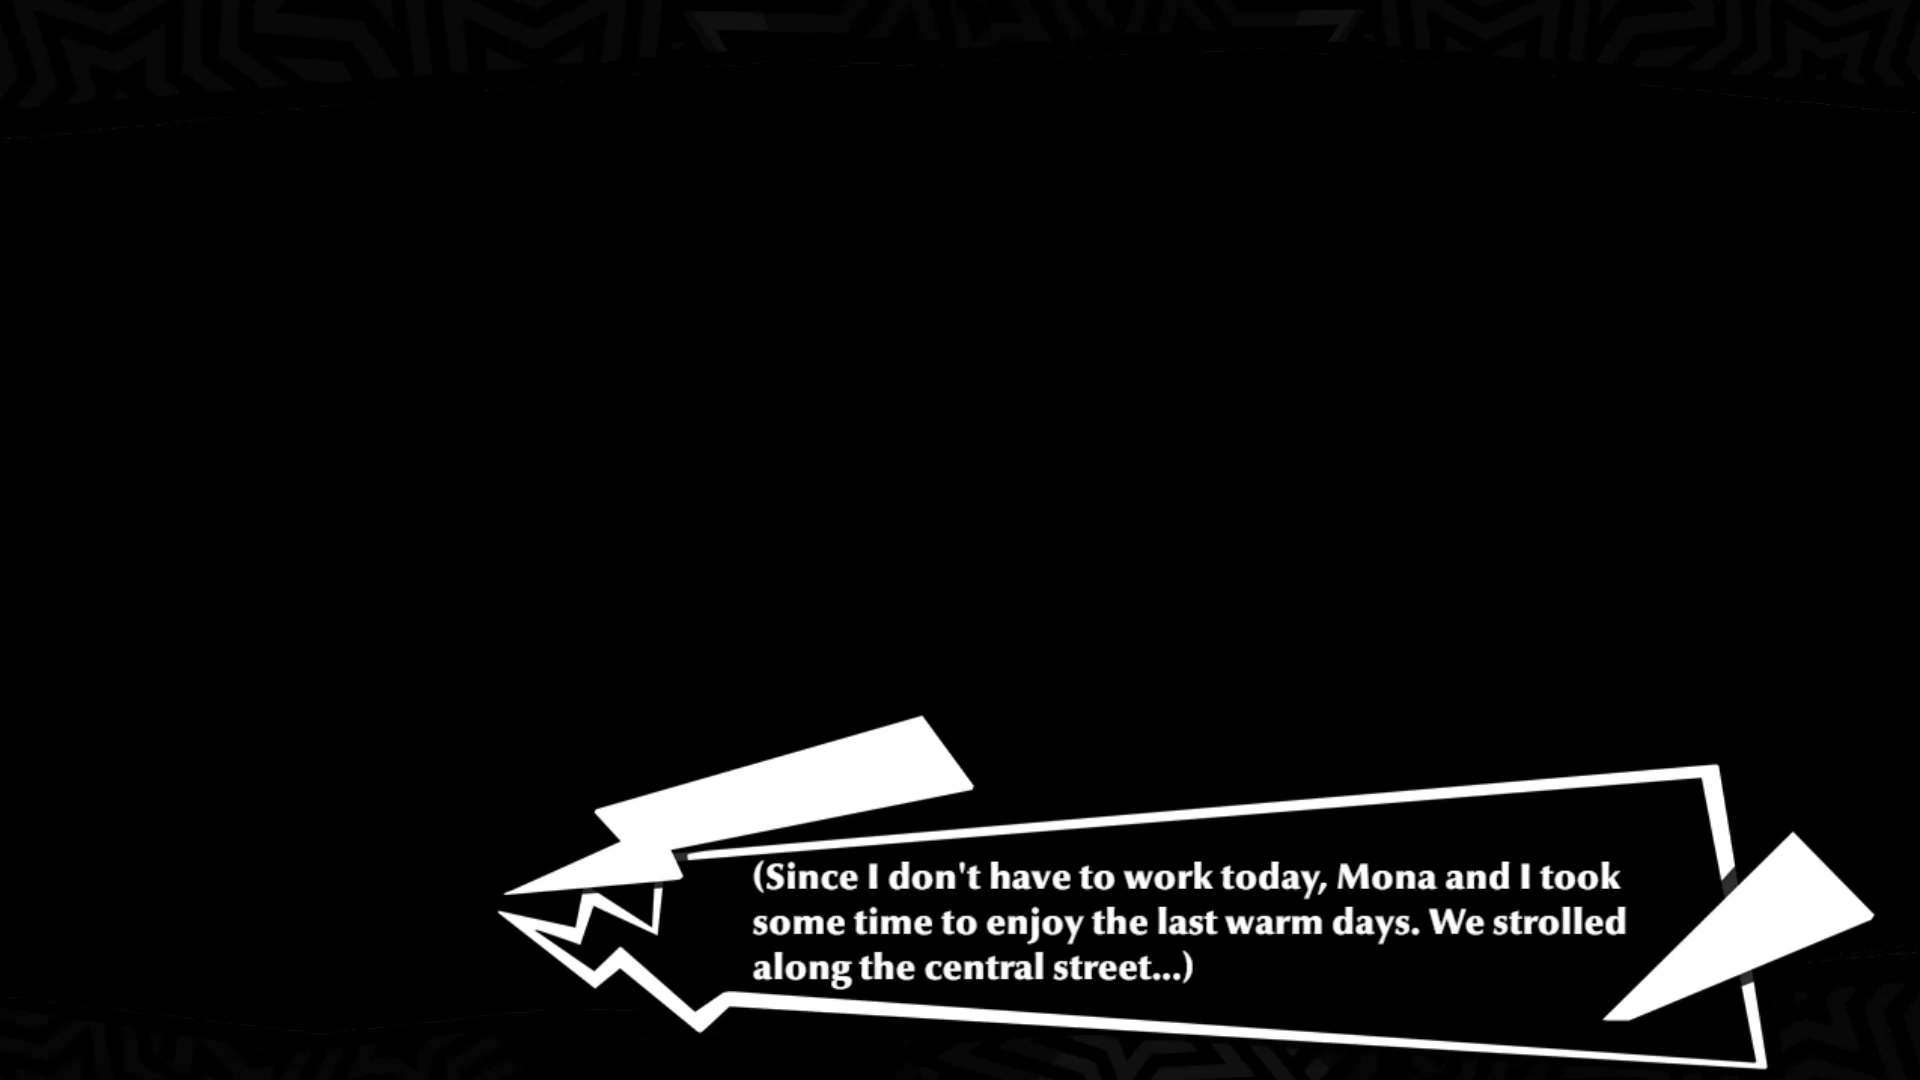 (Since I don't have to work today, Mona and I took
some time to enjoy the last warm days. We strolled
along the central street...)